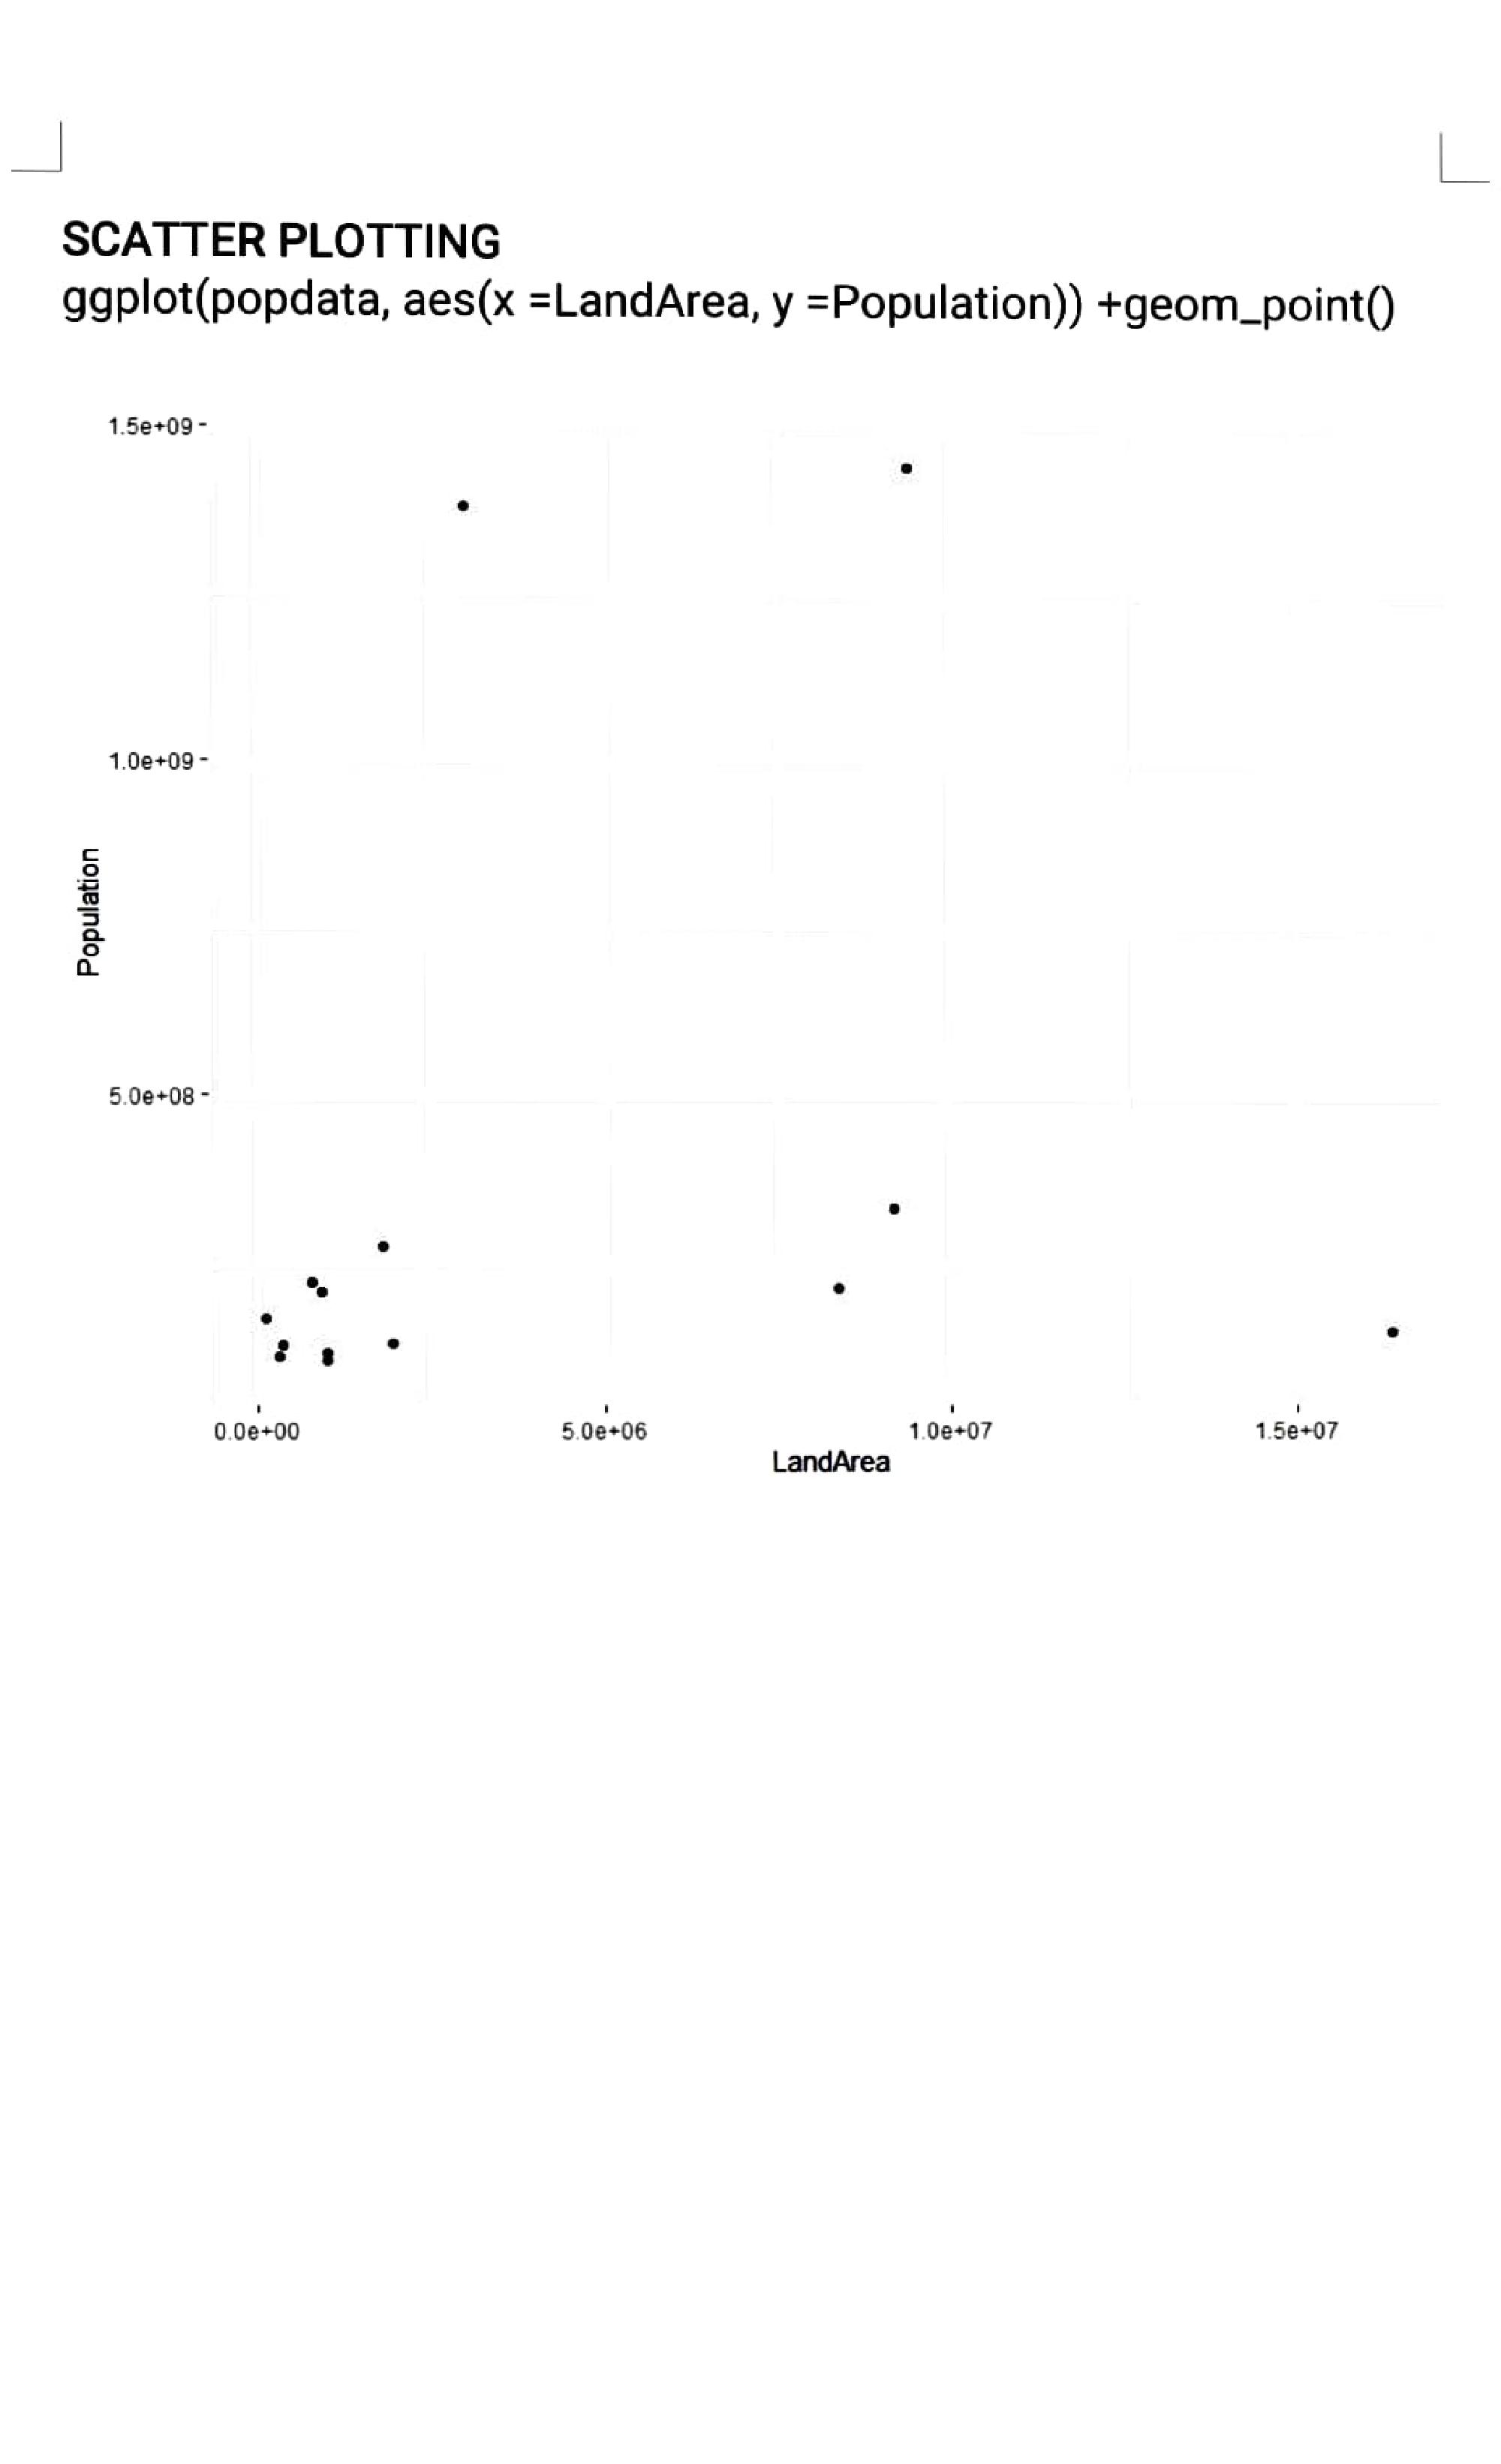 SCATTER PLOTTING
ggplot(popdata, aes(x =LandArea, y =Population)) +geom_point()
1.5e+09
1.0e+09
Population
5.0e+08
0.0e+00 5.0e+06 1.0e+07 1.5e+07
LandArea